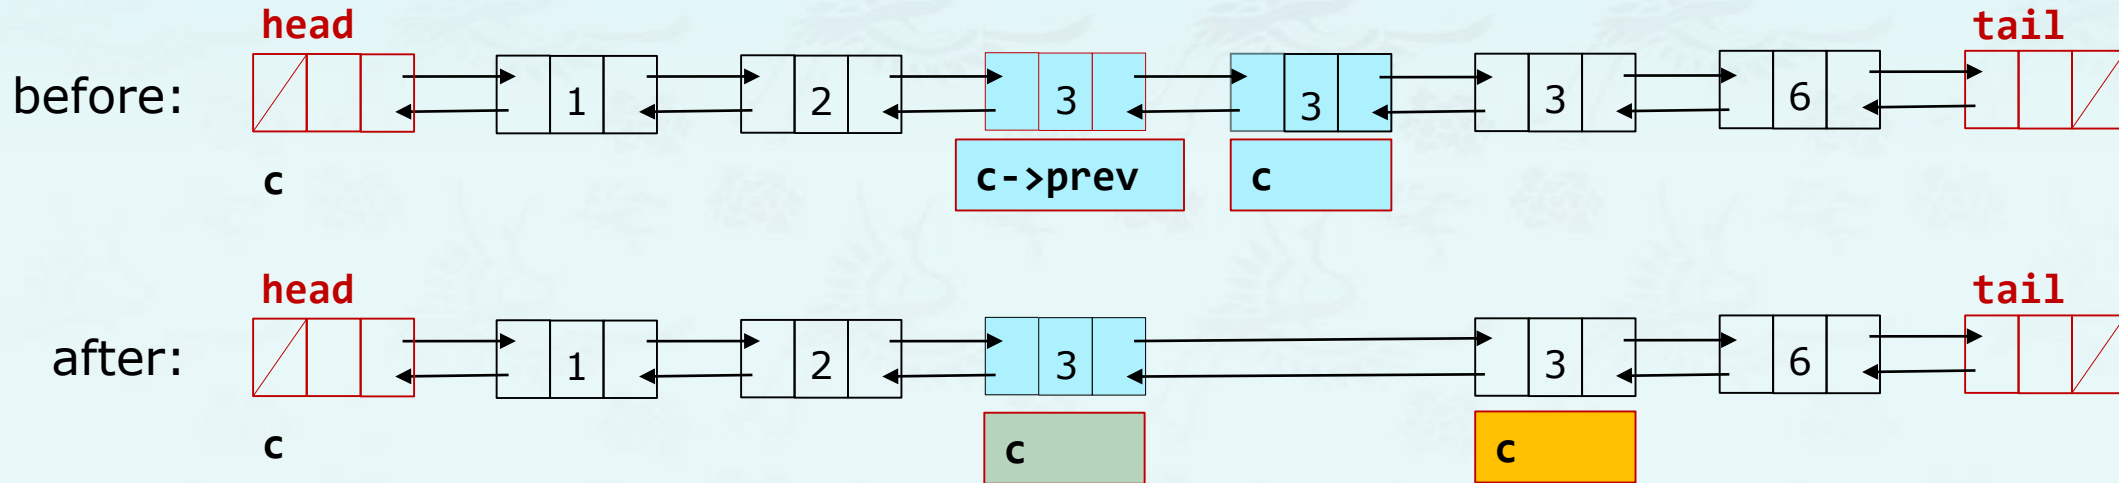 head tail
before: 1 2 3 3 3 6
c c->prev c
head tail
after: 1 2 3 3 6
c c c